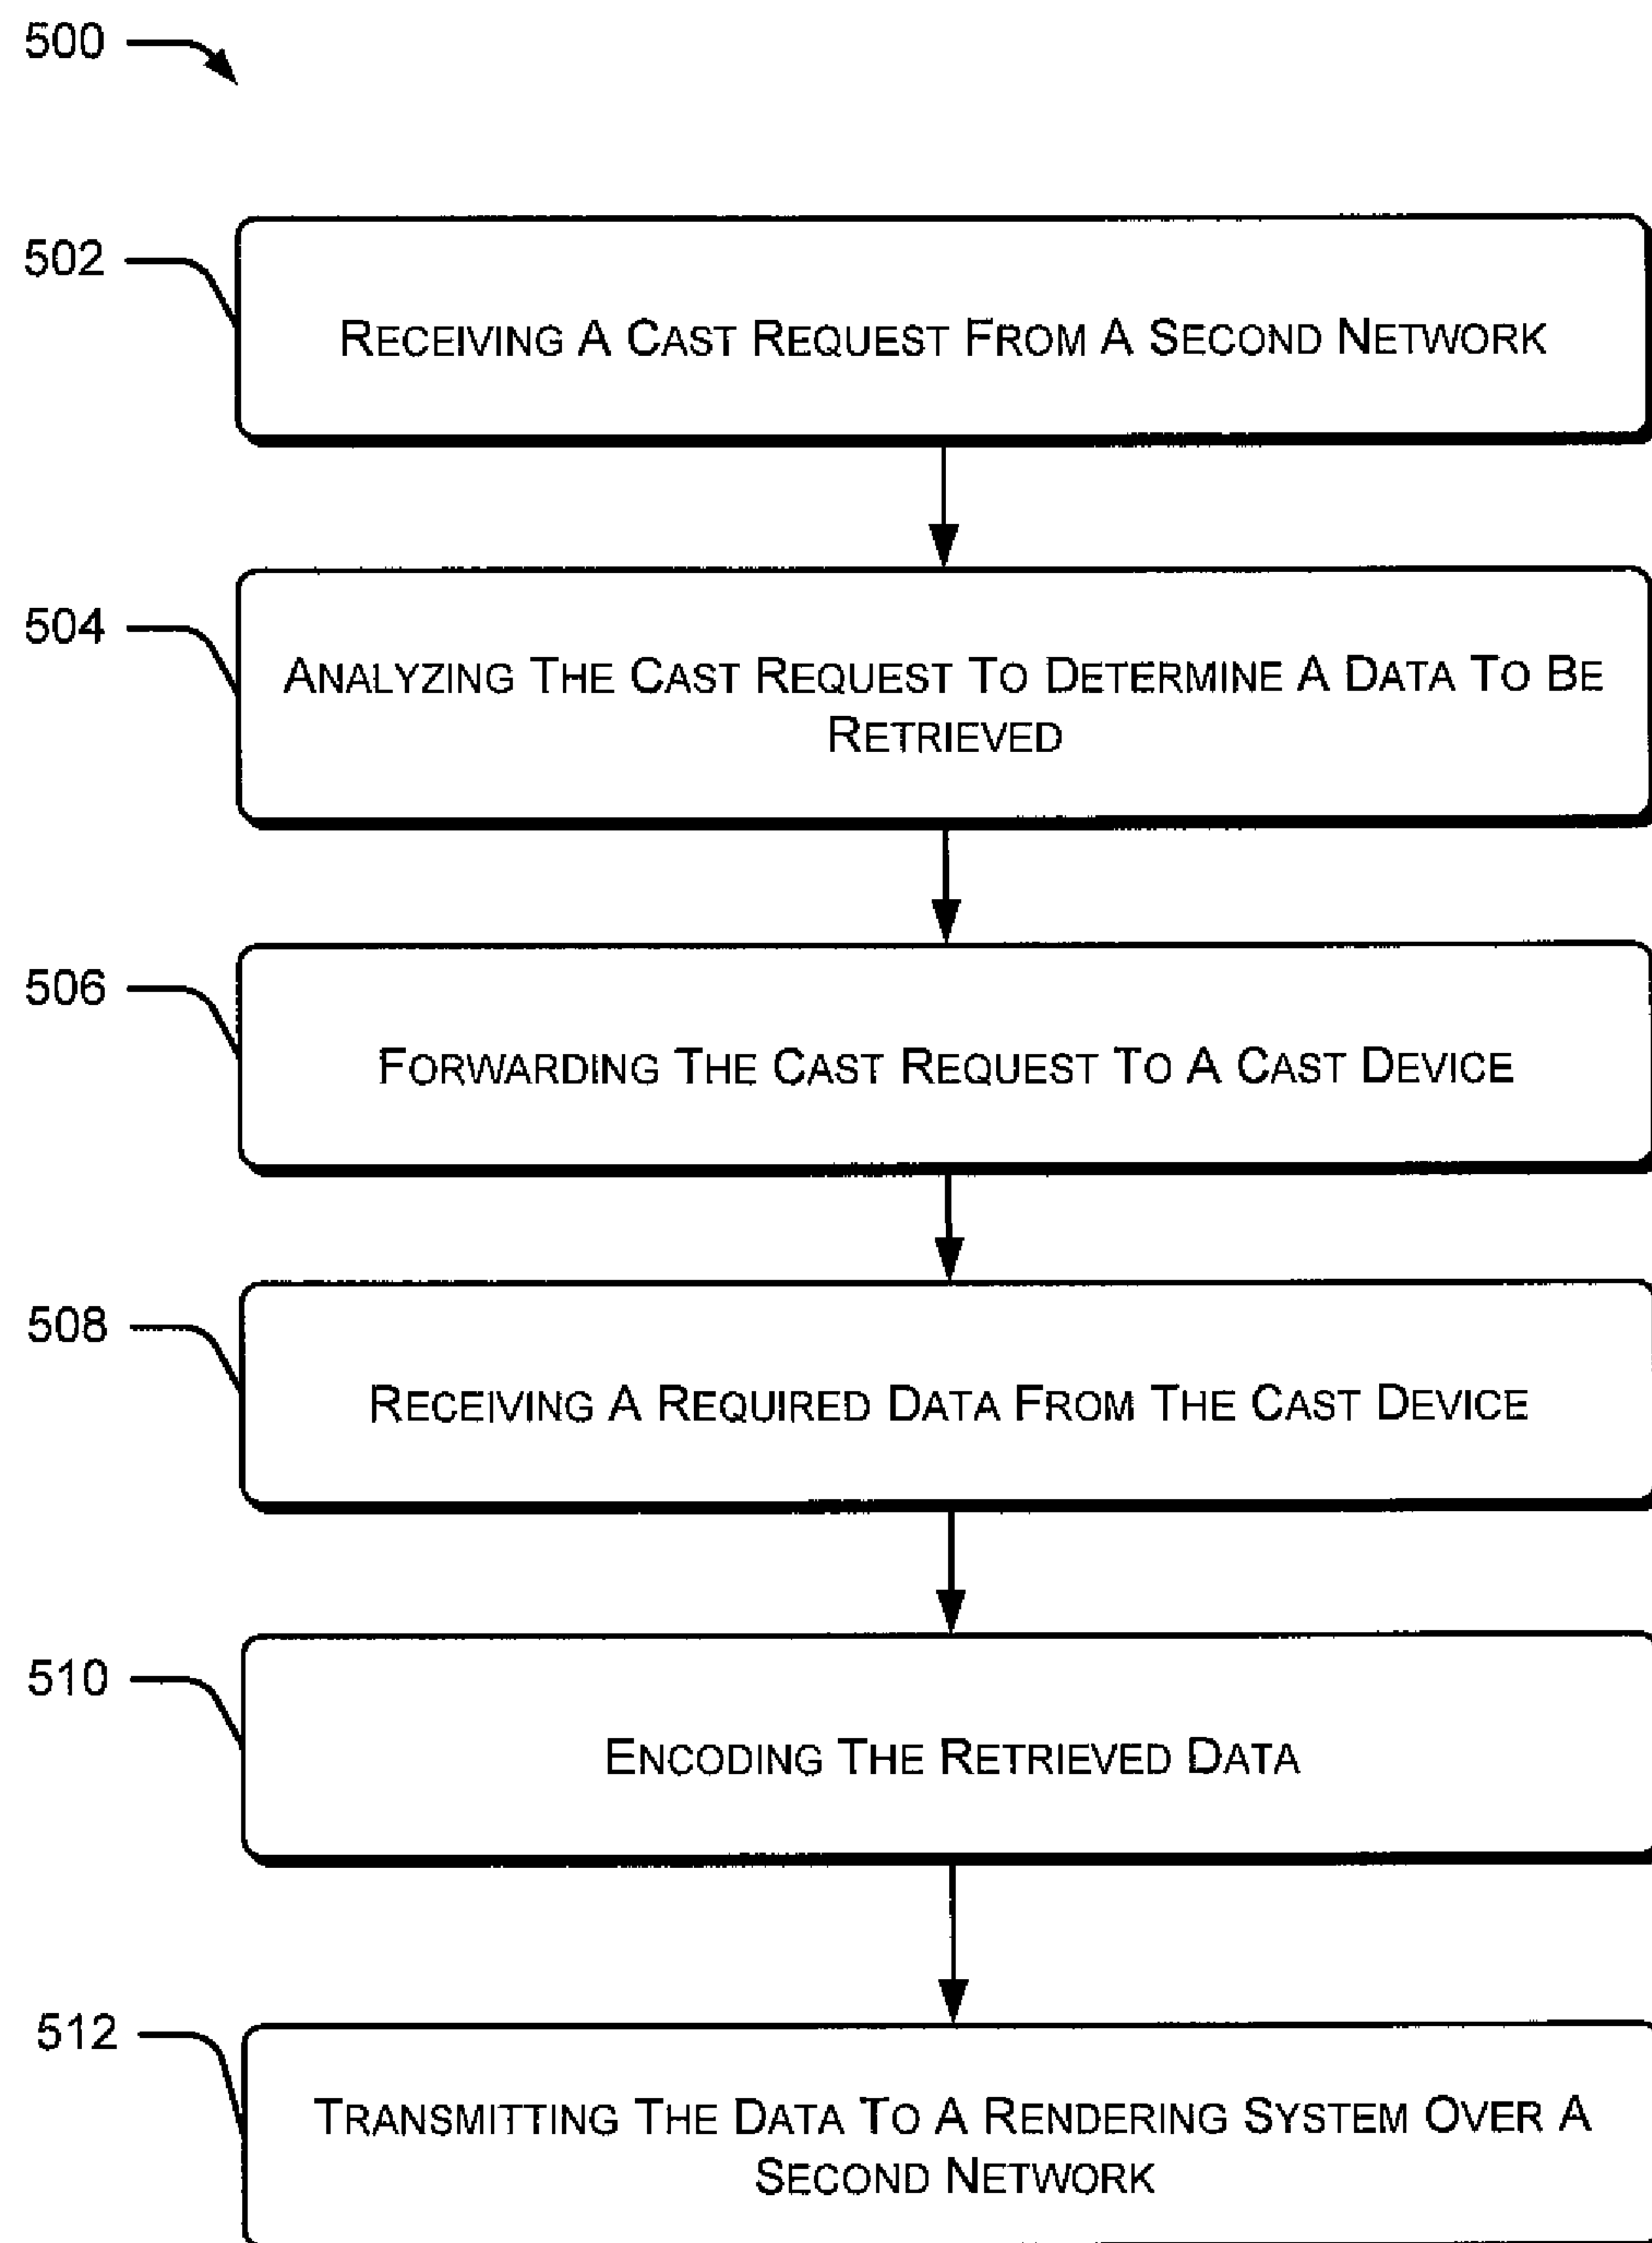 500
502
RECEIVING A CAST REQUEST FROM A SECOND NETWORK
504
ANALYZING THE CAST REQUEST TO DETERMINE A DATA TO BE
RETRIEVED
506
FORWARDING THE CAST REQUEST TO A CAST DEVICE
508
RECEIVING A REQUIRED DATA FROM THE CAST DEVICE
510
ENCODING THE RETRIEVED DATA
512
TRANSMITTING THE DATA TO A RENDERING SYSTEM OVER A
SECOND NETWORK